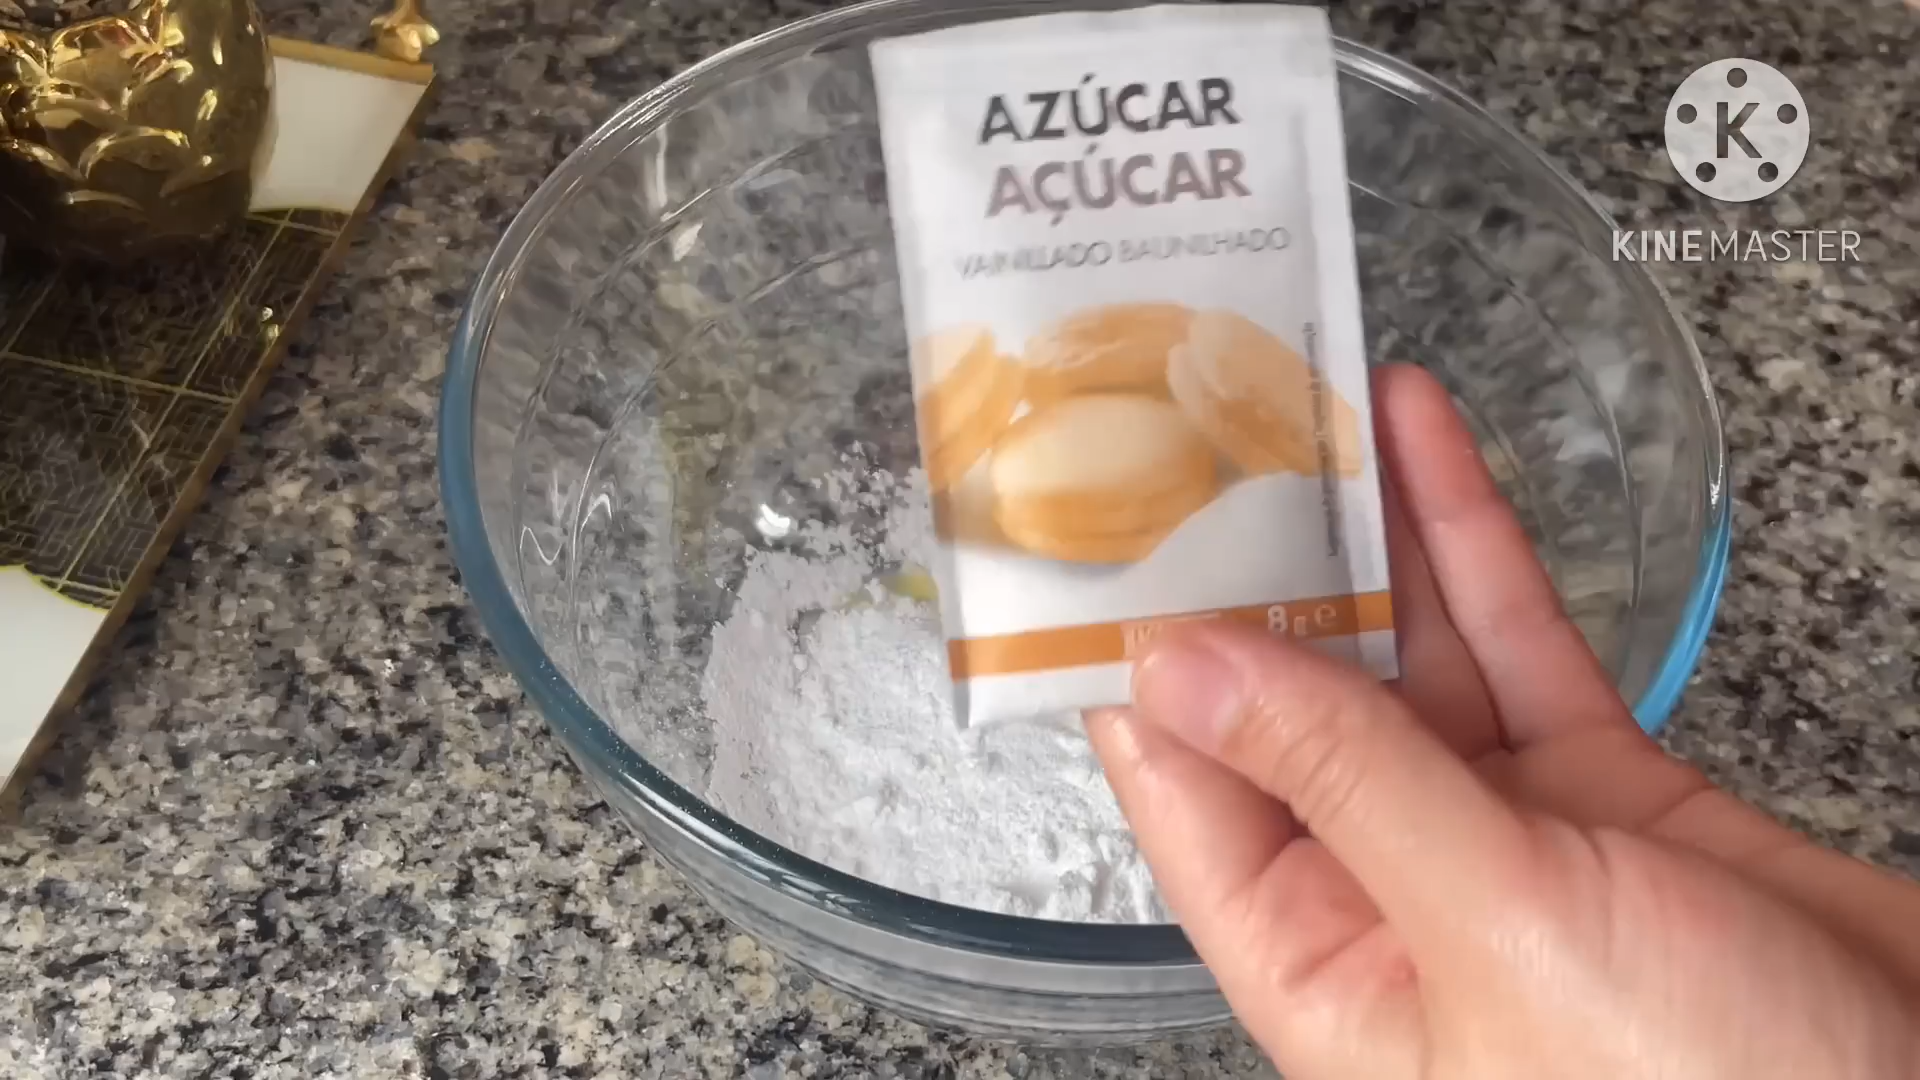 AZÚCAR
AÇÚCAR
VAINILLADO BAUNILHADO
8g e
K
KINEMASTER